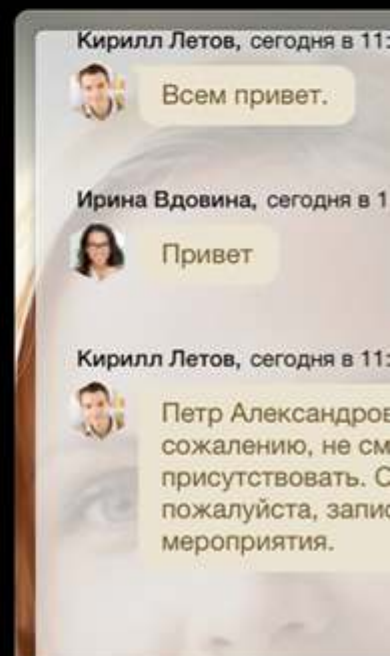 Кирилл Летов, сегодня в 11:
Всем привет.
Ирина Вдовина, сегодня в 1
Привет
Кирилл Летов, сегодня в 11:
Петр Александров
сожалению, не см
присутствовать. С
пожалуйста, запис
мероприятия.